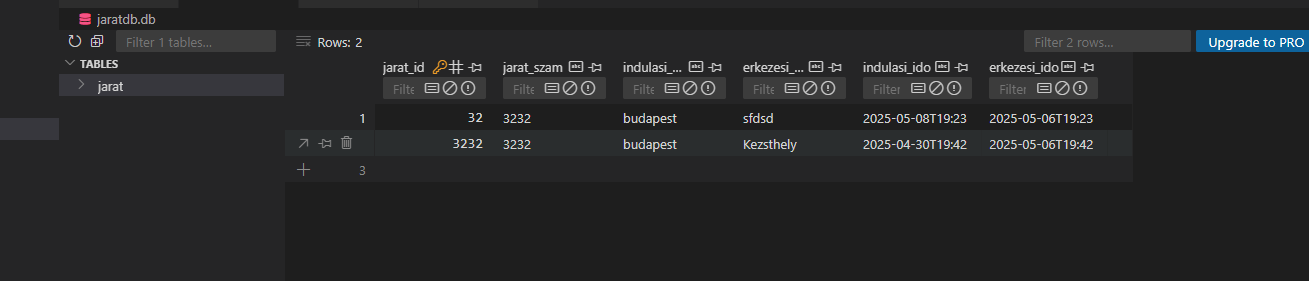 jaratdb.db
Filter 1 tables...
Rows: 2
Filter 2 rows...
Upgrade to PRO
TABLES
jarat
jarat_id jarat_szam indulasi_... erkezesi_... indulasi_ido erkezesi_ido
Filte Filte Filte Filte Filte Filte
1 32 3232 budapest sfdsd 2025-05-08T19:23 2025-05-06T19:23
3232 3232 budapest Kezsthely 2025-04-30T19:42 2025-05-06T19:42
3